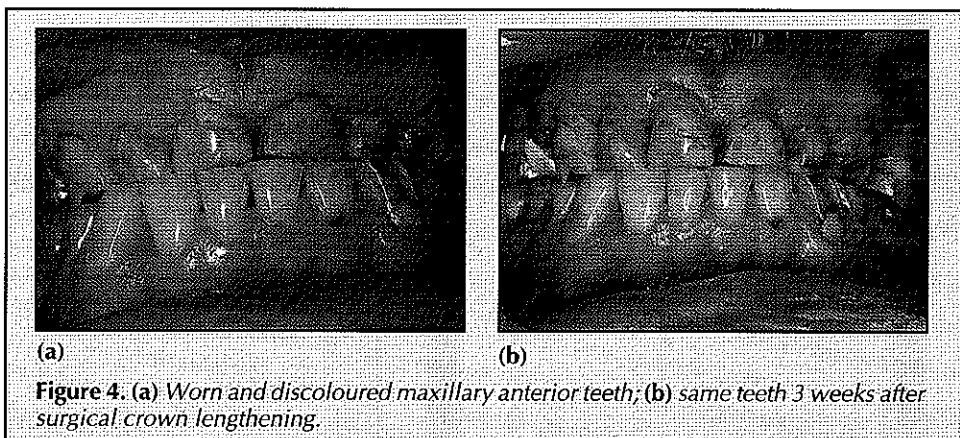 (a)
(b)
Figure 4. (a) Worn and discoloured maxillary anterior teeth; (b) same teeth 3 weeks after
surgical crown lengthening.